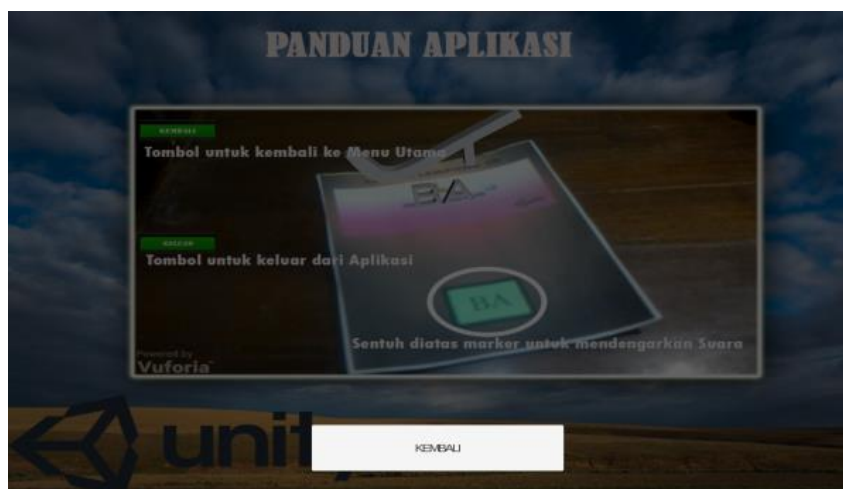 PANDUAN APLIKASI
KEMBALI
Tombol untuk kembali ke Menu Utama
BA
KELUAR
Tombol untuk keluar dari Aplikasi
BA
Sentuh diatas marker untuk mendengarkan Suara
Powered by
Vuforia
unity
KEMBALI